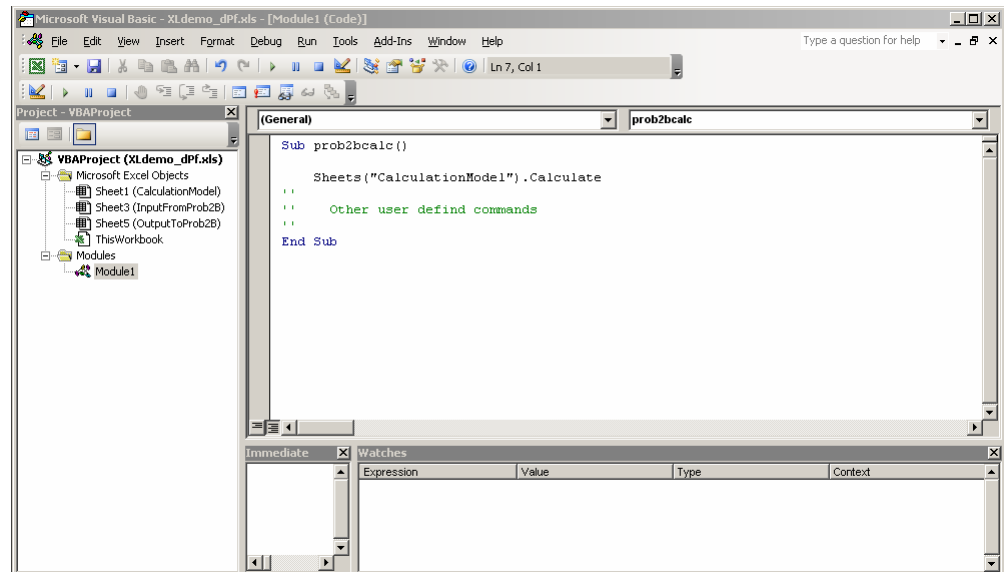 Microsoft Visual Basic - XLdemo_dPf.xls - [Module1 (Code)]
File Edit View Insert Format Debug Run Tools Add-Ins Window Help Type a question for help
Ln 7, Col 1
Project - VBAProject
(General) prob2bcalc
VBAProject (XLdemo_dPf.xls)
Microsoft Excel Objects
Sheet1 (CalculationModel)
Sheet3 (InputFromProb2B)
Sheet5 (OutputToProb2B)
ThisWorkbook
Modules
Module1
Sub prob2bcalc()
Sheets("CalculationModel").Calculate
''
'' Other user defind commands
''
End Sub
Immediate
Watches
Expression Value Type Context